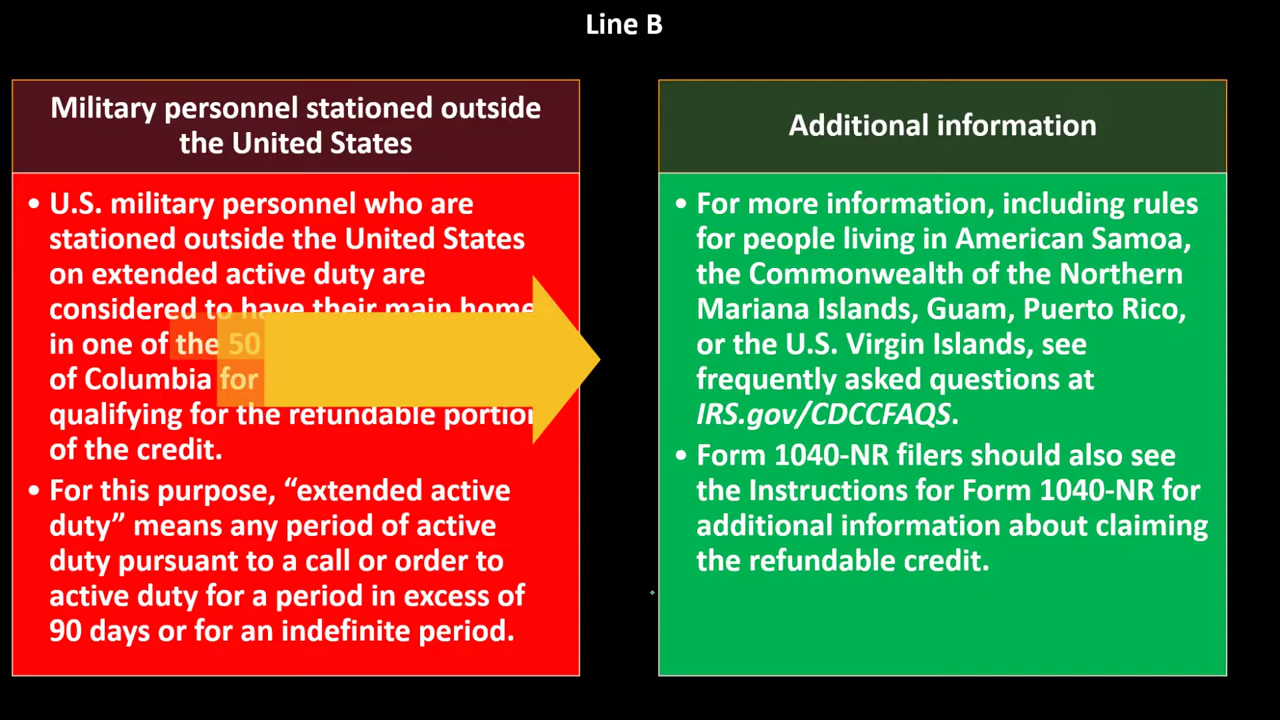 Line B
Military personnel stationed outside
the United States
• U.S. military personnel who are
stationed outside the United States
on extended active duty are
considered to have their main home
in one of the 50
of Columbia for
qualifying for the refundable portion
of the credit.
• For this purpose, “extended active
duty” means any period of active
duty pursuant to a call or order to
active duty for a period in excess of
90 days or for an indefinite period.
Additional information
• For more information, including rules
for people living in American Samoa,
the Commonwealth of the Northern
Mariana Islands, Guam, Puerto Rico,
or the U.S. Virgin Islands, see
frequently asked questions at
IRS.gov/CDCCFAQS.
• Form 1040-NR filers should also see
the Instructions for Form 1040-NR for
additional information about claiming
the refundable credit.